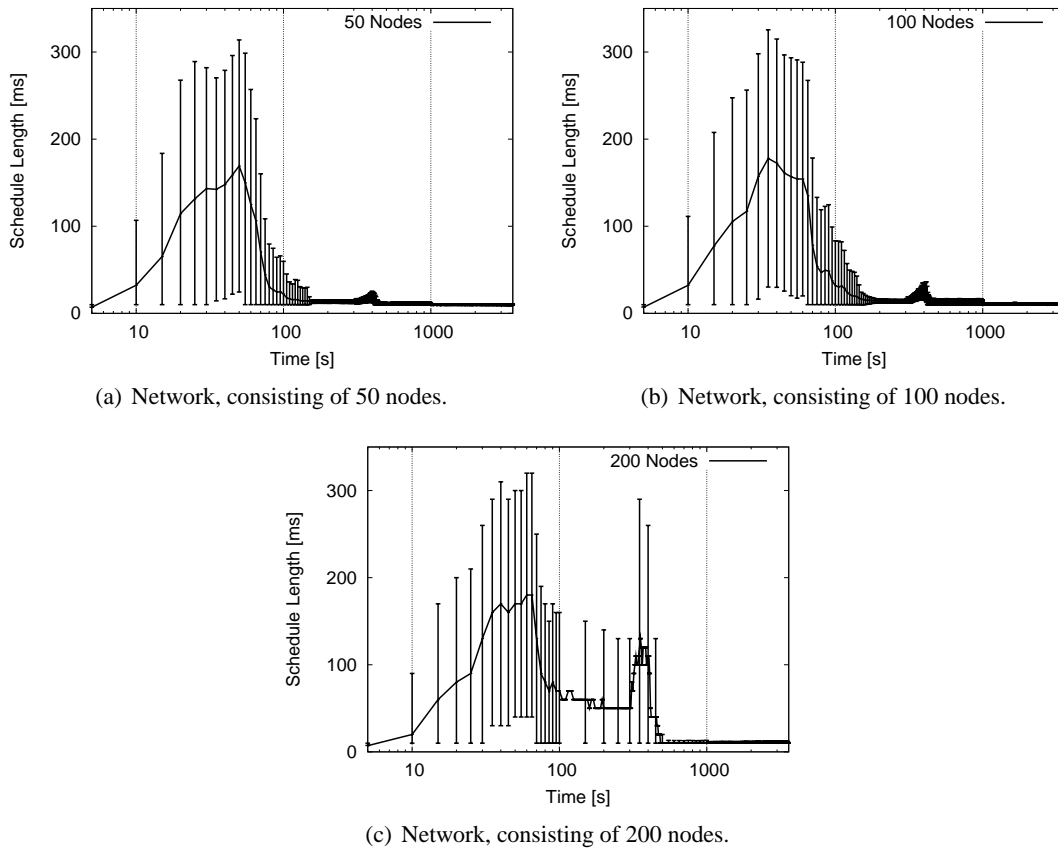 50 Nodes
300
200
100
0
Schedule Length [ms]
10 100 1000
Time [s]
(a) Network, consisting of 50 nodes.
100 Nodes
300
200
100
0
Schedule Length [ms]
10 100 1000
Time [s]
(b) Network, consisting of 100 nodes.
200 Nodes
300
200
100
0
Schedule Length [ms]
10 100 1000
Time [s]
(c) Network, consisting of 200 nodes.